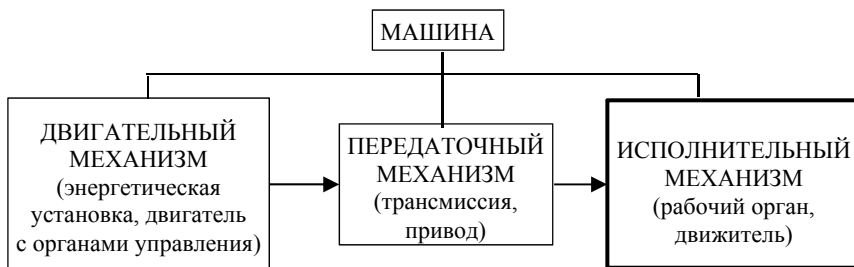 МАШИНА
ДВИГАТЕЛЬНЫЙ
МЕХАНИЗМ
(энергетическая
установка, двигатель
с органами управления)
ПЕРЕДАТОЧНЫЙ
МЕХАНИЗМ
(трансмиссия,
привод)
ИСПОЛНИТЕЛЬНЫЙ
МЕХАНИЗМ
(рабочий орган,
движитель)